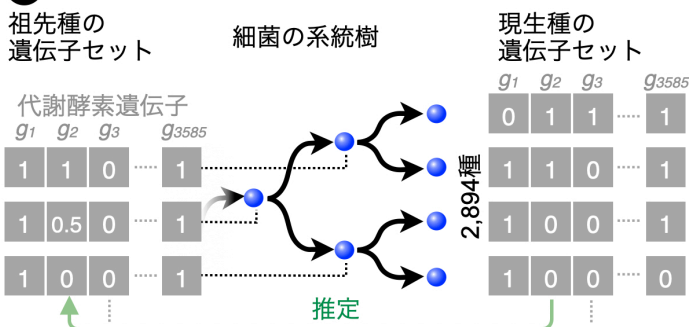 祖先種の
遺伝子セット
細菌の系統樹
現生種の
遺伝子セット
代謝酵素遺伝子
g1 g2 g3 g3585
1 1 0 ····· 1
1 0.5 0 ····· 1
1 0 0 ····· 1
g1 g2 g3 g3585
0 1 1 ····· 1
1 1 0 ····· 1
1 0 0 ····· 1
1 0 0 ····· 0
2,894種
推定